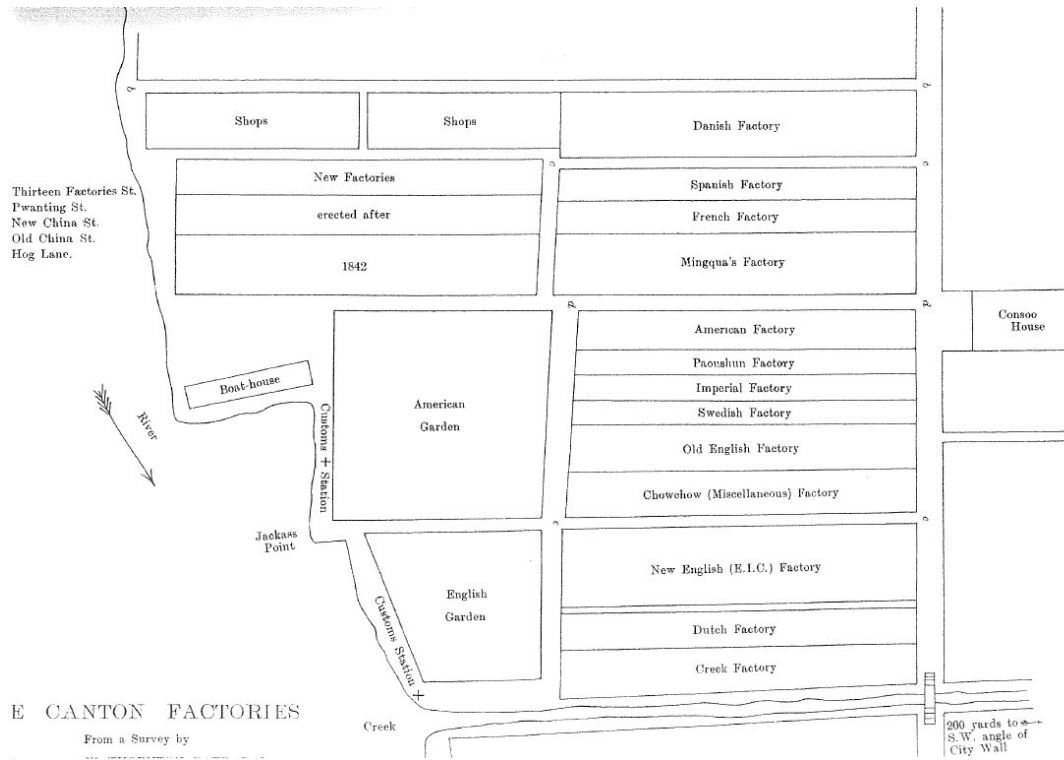 b
b
Shops
Shops
Danish Factory
c
c
New Factories
erected after
1842
Spanish Factory
French Factory
Mingqua's Factory
Thirteen Factories St.
Pwanting St.
New China St.
Old China St.
Hog Lane.
d
d
Consoo
House
American Factory
Paoushun Factory
Imperial Factory
Swedish Factory
Old English Factory
Chowchow (Miscellaneous) Factory
Boat-house
River
American
Garden
Customs + Station
Jackass
Point
e
e
English
Garden
Customs Station +
New English (E.I.C.) Factory
Dutch Factory
Creek Factory
E CANTON FACTORIES
From a Survey by
Creek
200 yards to
S.W. angle of
City Wall